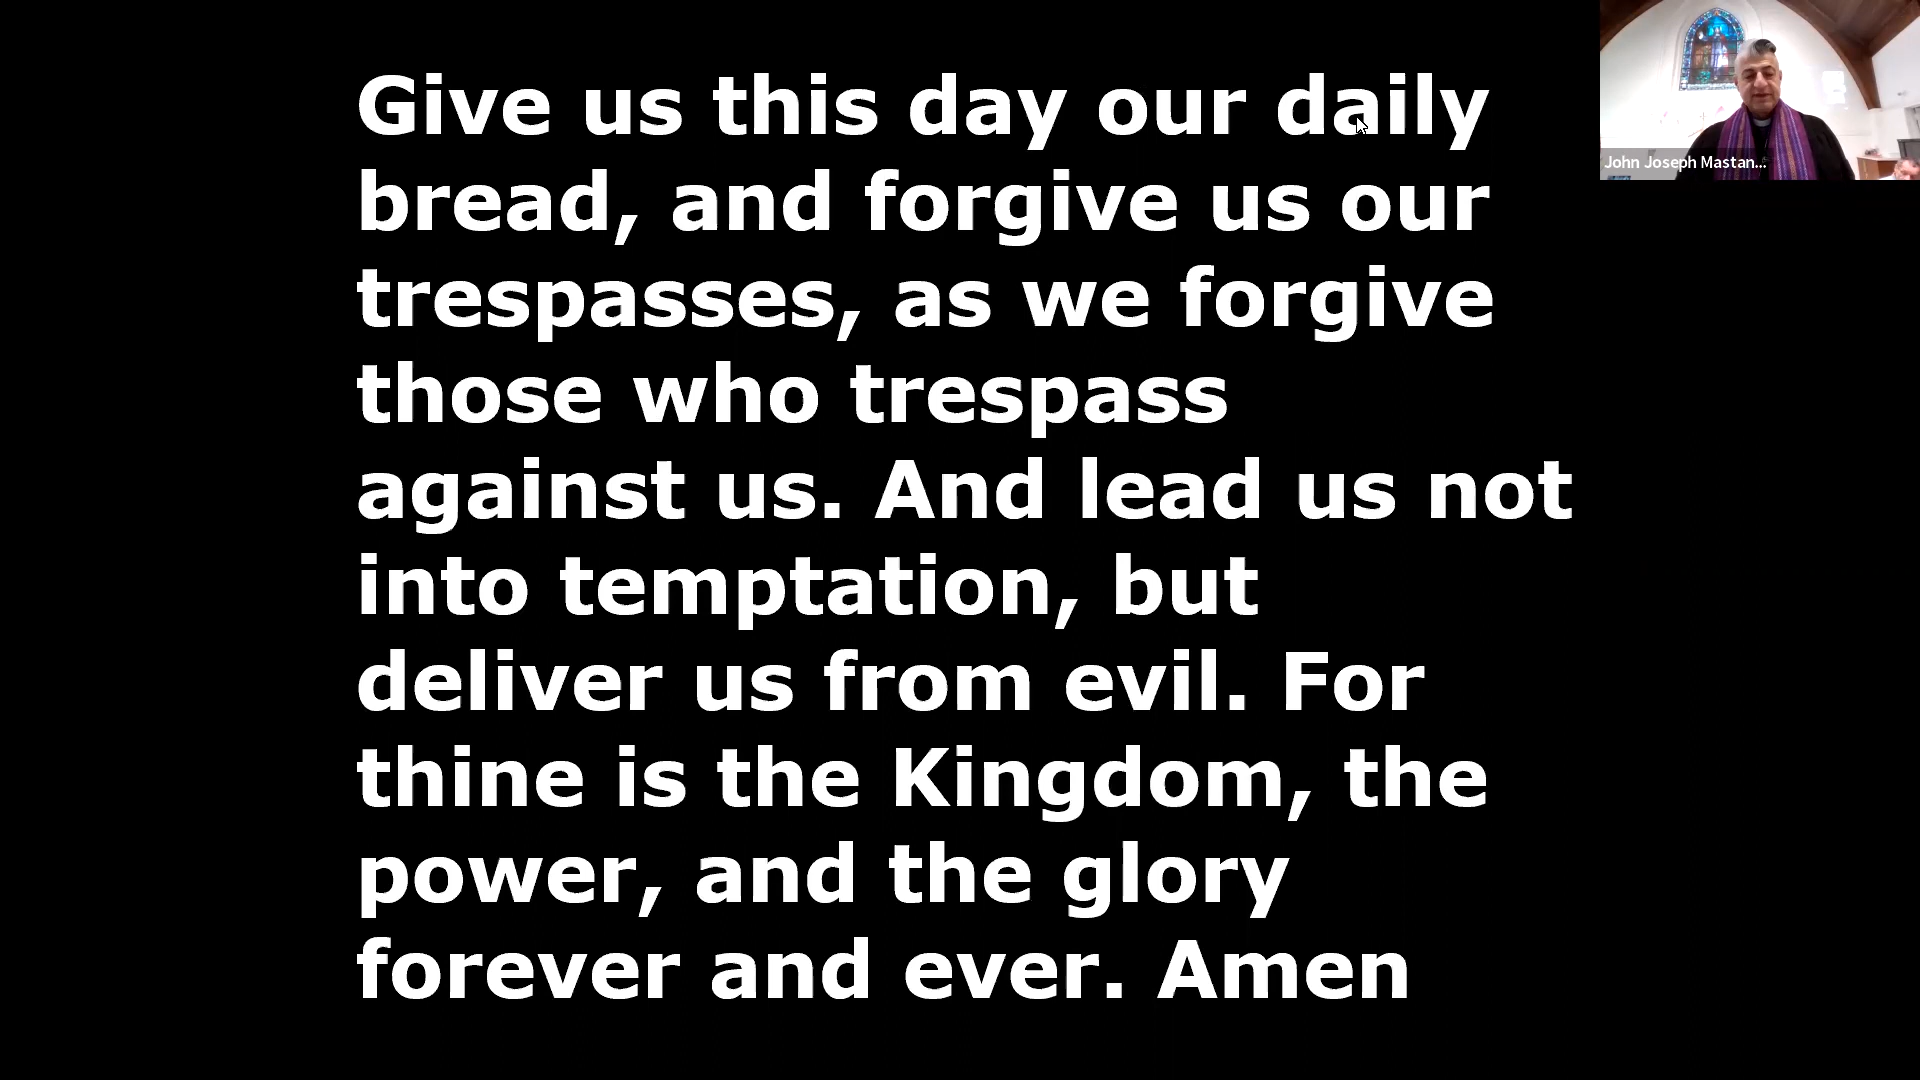 Give us this day our daily
bread, and forgive us our
trespasses, as we forgive
those who trespass
against us. And lead us not
into temptation, but
deliver us from evil. For
thine is the Kingdom, the
power, and the glory
forever and ever. Amen
John Joseph Mastan...